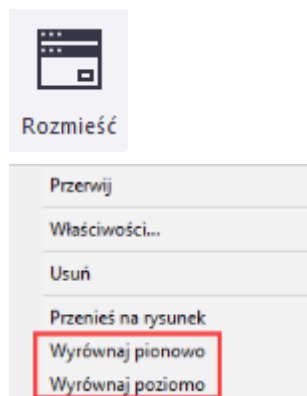 Rozmieść
Przerwij
Właściwości...
Usuń
Przenieś na rysunek
Wyrównaj pionowo
Wyrównaj poziomo